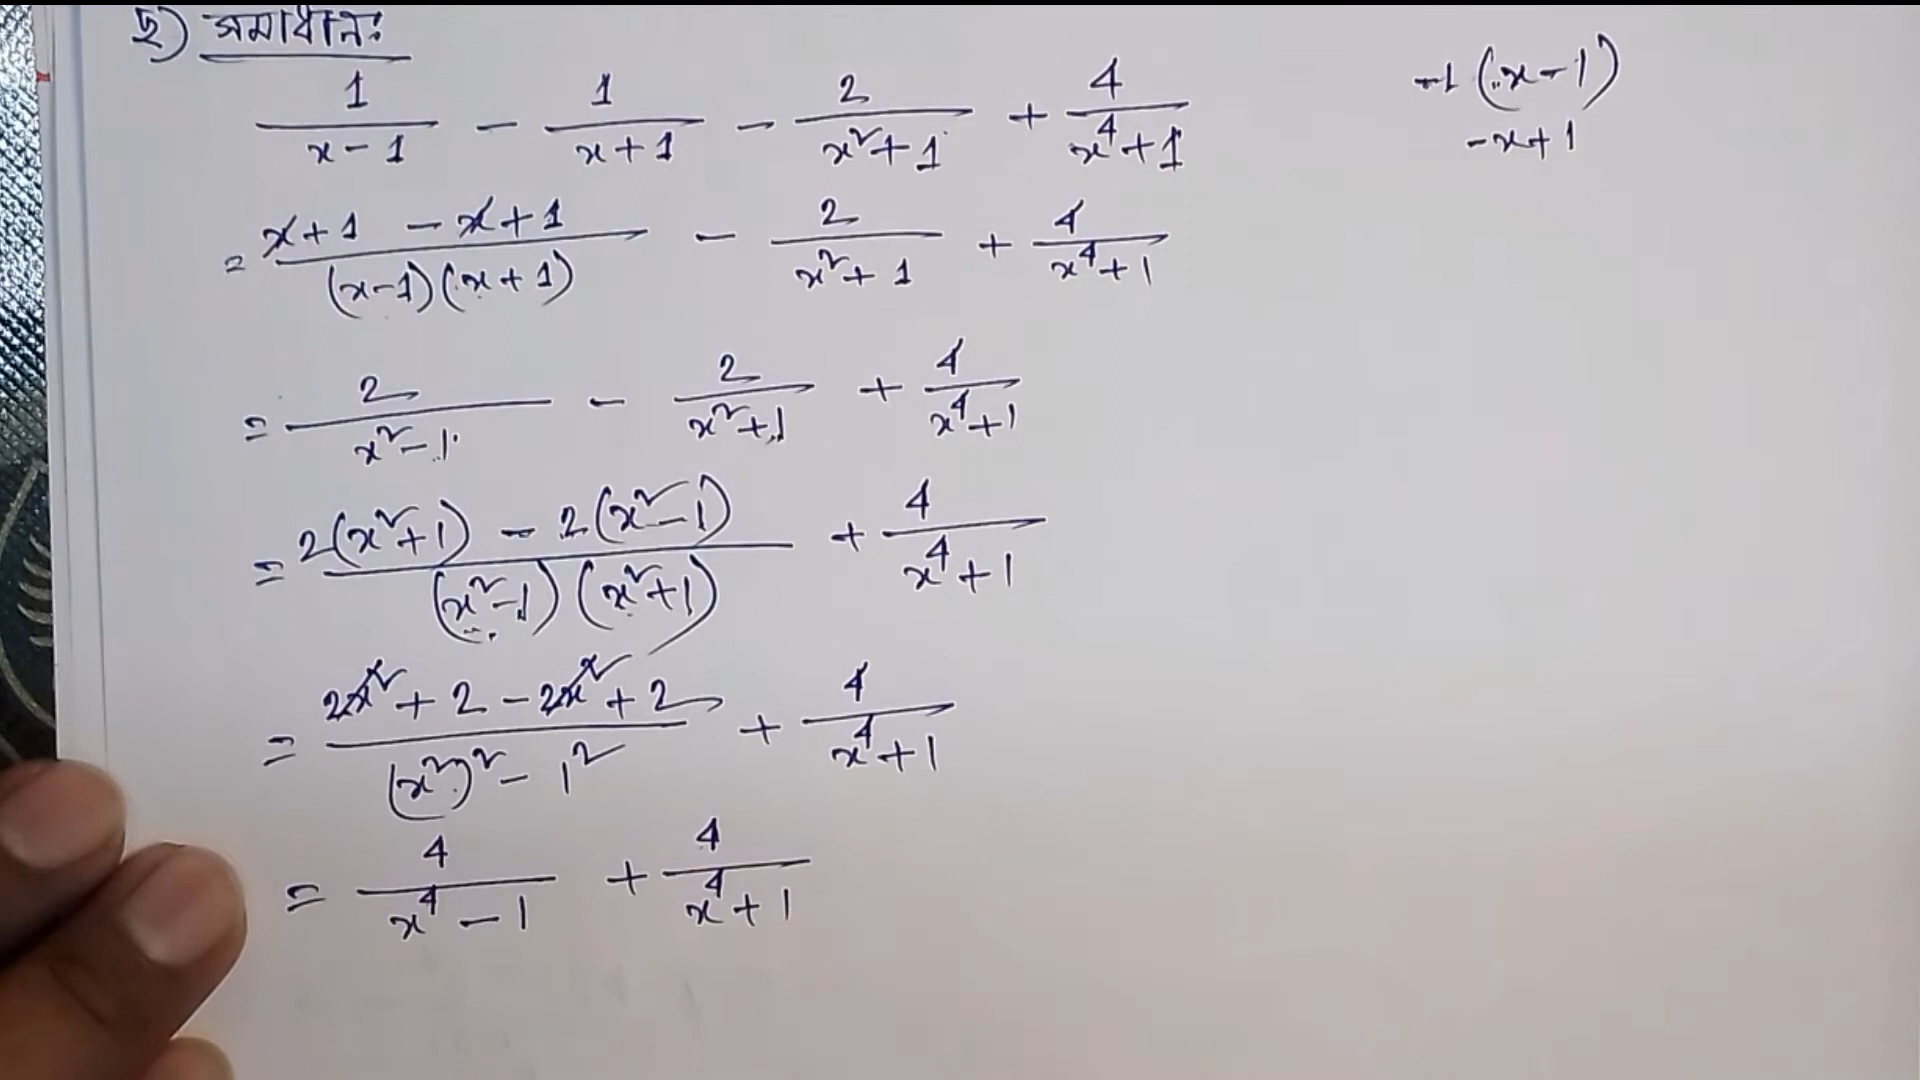 ছ) সমাধানঃ
1/(x-1) - 1/(x+1) - 2/(x²+1) + 4/(x⁴+1)
-1(x-1)
-x+1
= (x+1 -x+1)/((x-1)(x+1)) - 2/(x²+1) + 4/(x⁴+1)
= 2/(x²-1) - 2/(x²+1) + 4/(x⁴+1)
= (2(x²+1) - 2(x²-1))/((x²-1)(x²+1)) + 4/(x⁴+1)
= (2x²+2-2x²+2)/((x²)²-1²) + 4/(x⁴+1)
= 4/(x⁴-1) + 4/(x⁴+1)